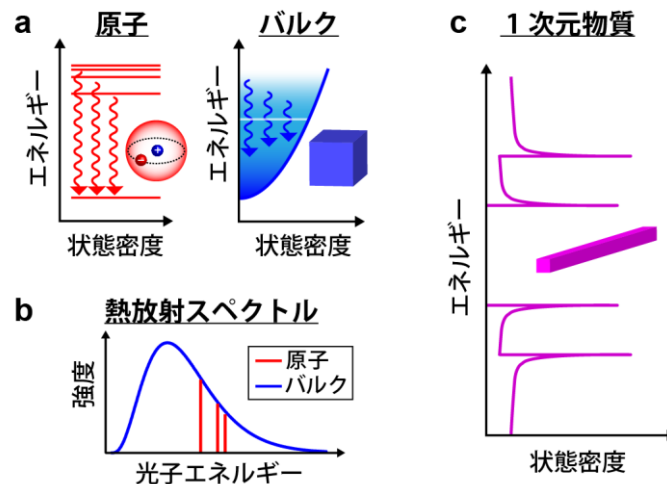 a
原子
エネルギー
+
−
状態密度
バルク
エネルギー
状態密度
b
熱放射スペクトル
強度
原子
バルク
光子エネルギー
c
１次元物質
エネルギー
状態密度